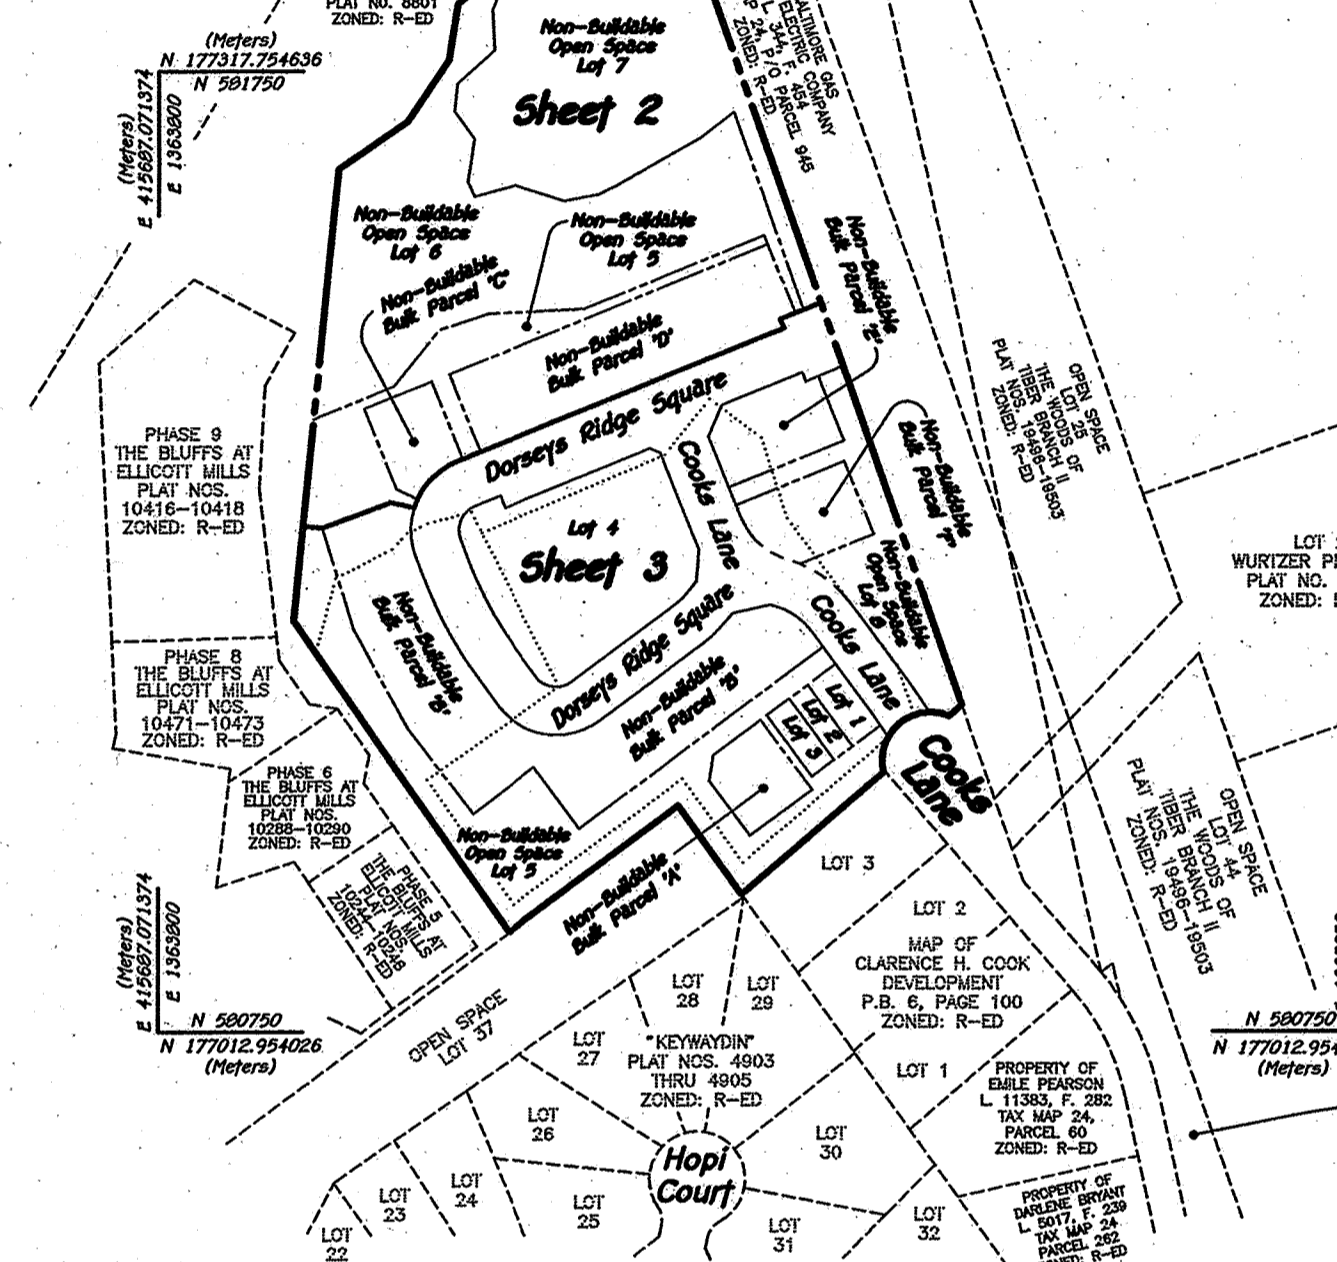 PLAT NO. 8801
ZONED: R-ED
(Meters)
N 177317.754636
N 581750
E 415607.071374
(Meters)
E 1363800
Non-Buildable
Open Space
Lot 7
Sheet 2
ELECTRIC COMPANY
L. 344, F. 454
P 24, P/O PARCEL 945
ZONED: R-ED
Non-Buildable
Open Space
Lot 6
Non-Buildable
Open Space
Lot 5
Non-Buildable
Bulk Parcel "C"
Non-Buildable
Bulk Parcel "D"
Non-Buildable
Bulk Parcel "E"
Dorseys Ridge Square
Cooks Lane
Non-Buildable
Bulk Parcel "F"
OPEN SPACE
LOT 25
THE WOODS OF
TIBER BRANCH II
PLAT NOS. 19496-19503
ZONED: R-ED
PHASE 9
THE BLUFFS AT
ELLICOTT MILLS
PLAT NOS.
10416-10418
ZONED: R-ED
Lot 4
Sheet 3
Non-Buildable
Open Space
Lot 8
LOT
WURTZER
PLAT NO.
ZONED:
Non-Buildable
Bulk Parcel "B"
Dorseys Ridge Square
Cooks Lane
PHASE 8
THE BLUFFS AT
ELLICOTT MILLS
PLAT NOS.
10471-10473
ZONED: R-ED
Non-Buildable
Bulk Parcel "B"
Lot 1
Lot 2
Lot 3
Cooks
Lane
PHASE 6
THE BLUFFS AT
ELLICOTT MILLS
PLAT NOS.
10288-10290
ZONED: R-ED
Non-Buildable
Open Space
Lot 5
OPEN SPACE
LOT 44
THE WOODS OF
TIBER BRANCH II
PLAT NOS. 19496-19503
ZONED: R-ED
PHASE 5
THE BLUFFS AT
ELLICOTT MILLS
PLAT NOS.
10244-10246
ZONED: R-ED
Non-Buildable
Bulk Parcel "A"
LOT 3
LOT 2
MAP OF
CLARENCE H. COOK
DEVELOPMENT
P.B. 6, PAGE 100
ZONED: R-ED
E 415607.071374
(Meters)
E 1363800
N 580750
N 177012.954026
(Meters)
OPEN SPACE
LOT 37
LOT
28
LOT
29
LOT
27
"KEYWAYDIN"
PLAT NOS. 4903
THRU 4905
ZONED: R-ED
LOT 1
N 580750
N 177012.954
(Meters)
PROPERTY OF
EMILE PEARSON
L. 11383, F. 282
TAX MAP 24,
PARCEL 60
ZONED: R-ED
LOT
26
LOT
30
Hopi
Court
LOT
22
LOT
23
LOT
24
LOT
25
LOT
31
LOT
32
PROPERTY OF
DARLENE BRYANT
L. 5017, F. 239
TAX MAP 24
PARCEL 262
ZONED: R-ED